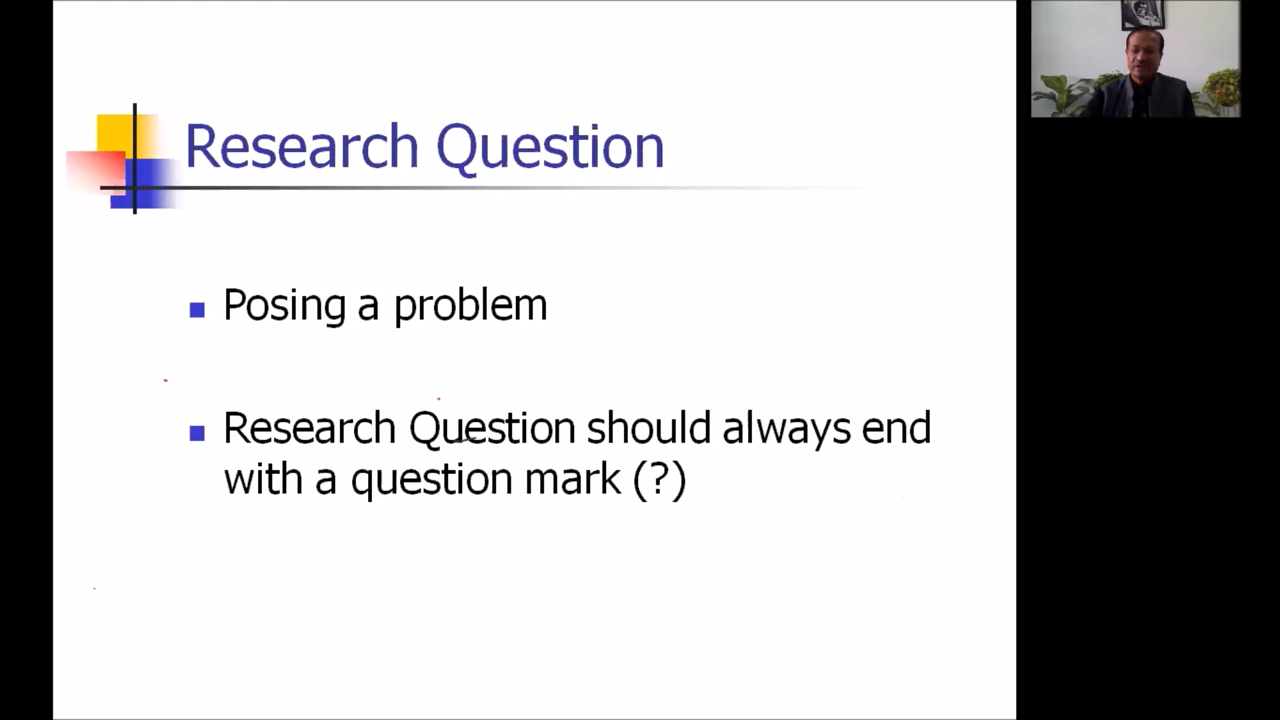 Research Question
Posing a problem
Research Question should always end
with a question mark (?)